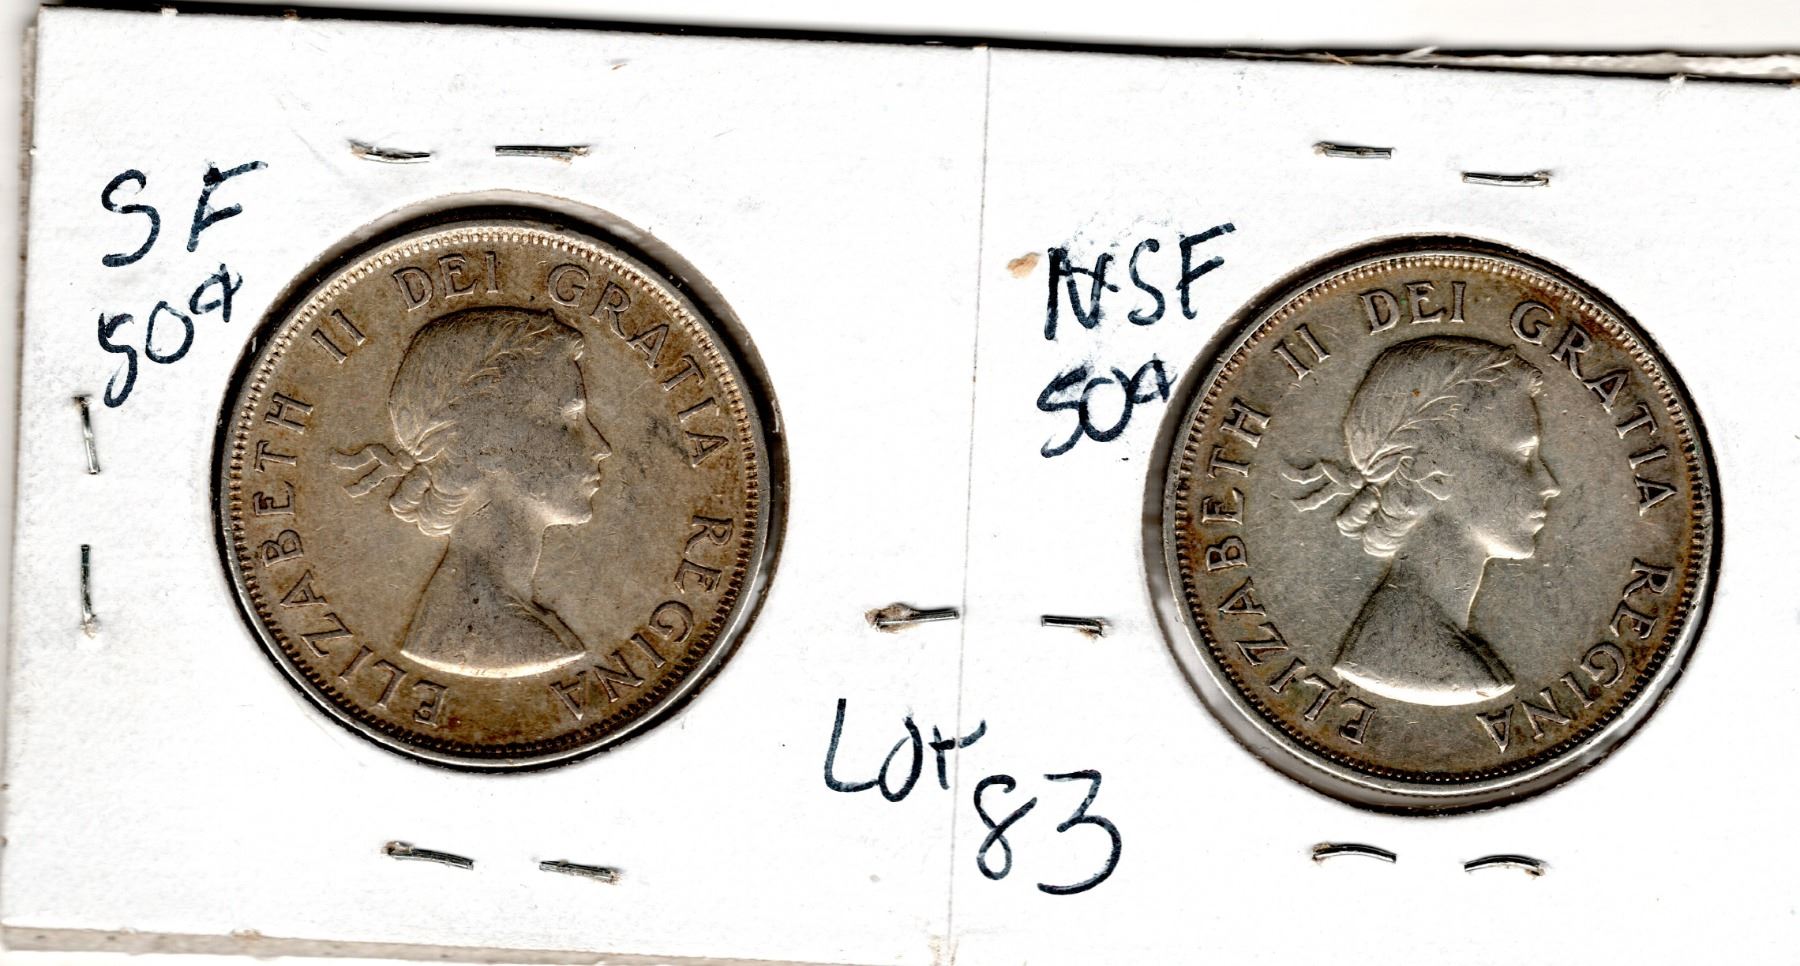 SF
50¢
ELIZABETH II DEI GRATIA REGINA
NSF
50¢
ELIZABETH II DEI GRATIA REGINA
Lot
83